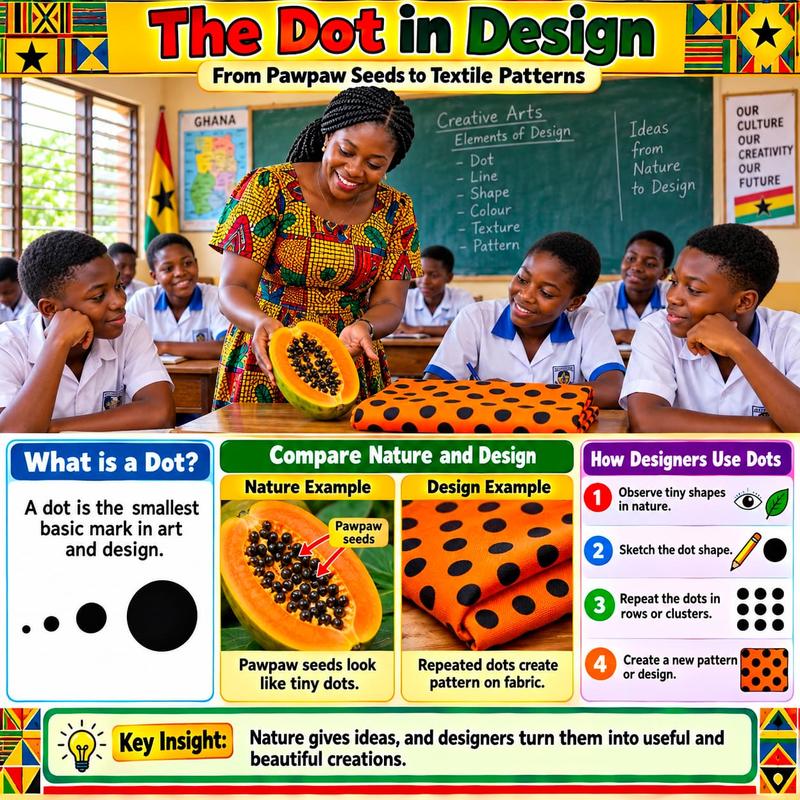 The Dot in Design
From Pawpaw Seeds to Textile Patterns
GHANA
Creative Arts
Elements of Design
- Dot
- Line
- Shape
- Colour
- Texture
- Pattern
Ideas
from
Nature
to Design
OUR
CULTURE
OUR
CREATIVITY
OUR
FUTURE
What is a Dot?
A dot is the smallest
basic mark in art
and design.
Compare Nature and Design
Nature Example
Pawpaw
seeds
Pawpaw seeds look
like tiny dots.
Design Example
Repeated dots create
pattern on fabric.
How Designers Use Dots
1 Observe tiny shapes
in nature.
2 Sketch the dot shape.
3 Repeat the dots in
rows or clusters.
4 Create a new pattern
or design.
Key Insight:
Nature gives ideas, and designers turn them into useful and
beautiful creations.